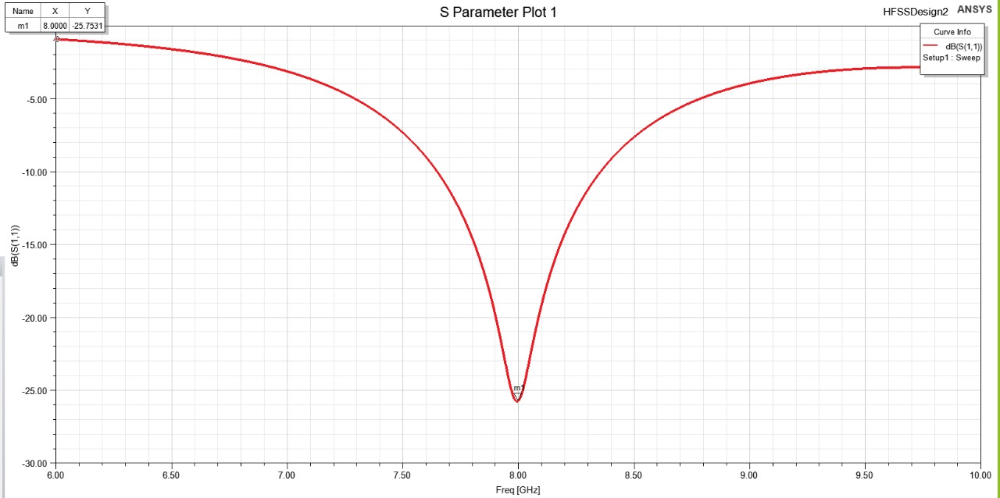 S Parameter Plot 1
HFSSDesign2 ANSYS
Name X Y
m1 8.0000 -25.7531
Curve Info
dB(S(1,1))
Setup1 : Sweep
-5.00
-10.00
-15.00
-20.00
-25.00
-30.00
dB(S(1,1))
m1
6.00 6.50 7.00 7.50 8.00 8.50 9.00 9.50 10.00
Freq [GHz]